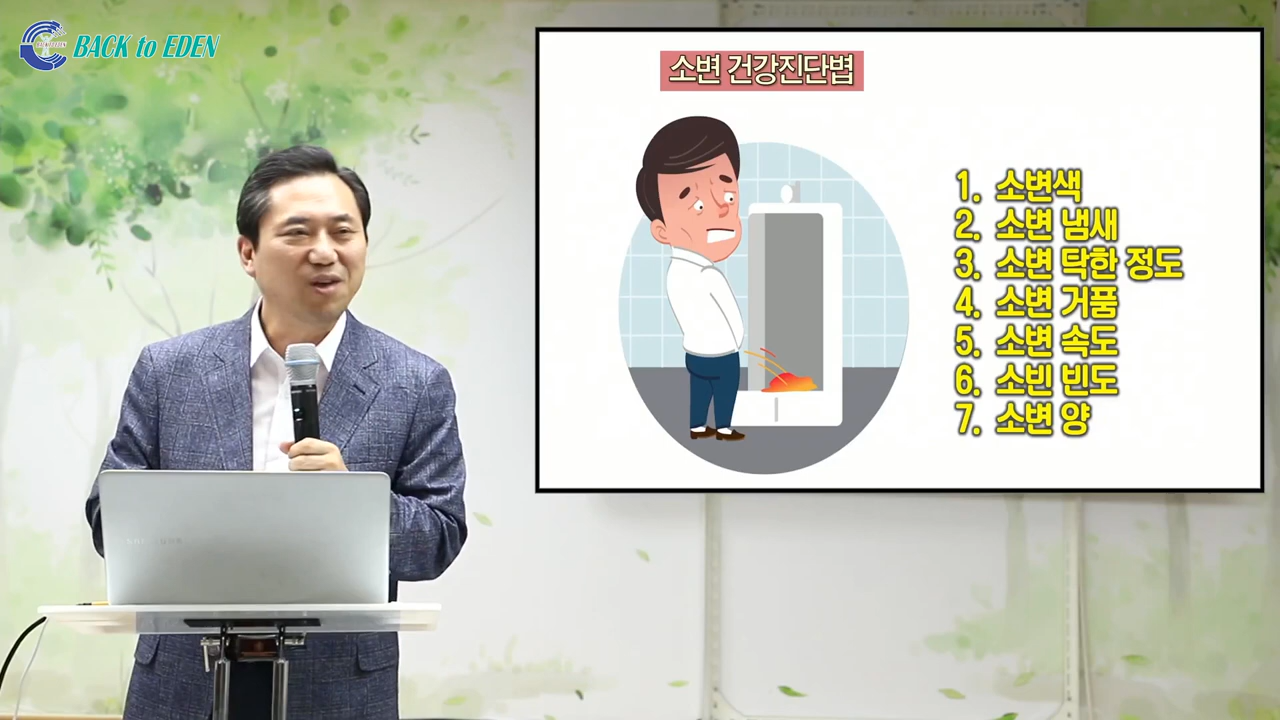 BACK to EDEN
소변 건강진단볍
1. 소변색
2. 소변 냄새
3. 소변 탁한 정도
4. 소변 거품
5. 소변 속도
6. 소빈 빈도
7. 소변 양